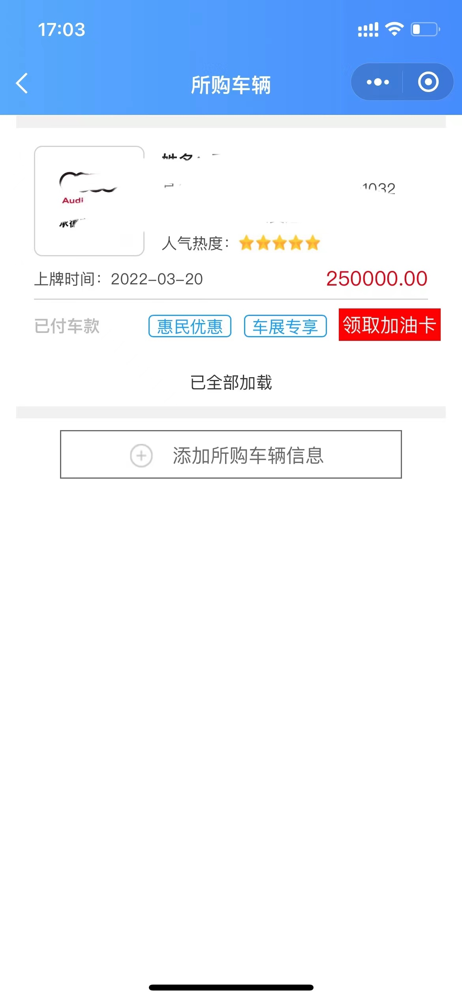 17:03
所购车辆
1032
Audi
人气热度：
上牌时间：2022-03-20 250000.00
已付车款 惠民优惠 车展专享 领取加油卡
已全部加载
添加所购车辆信息